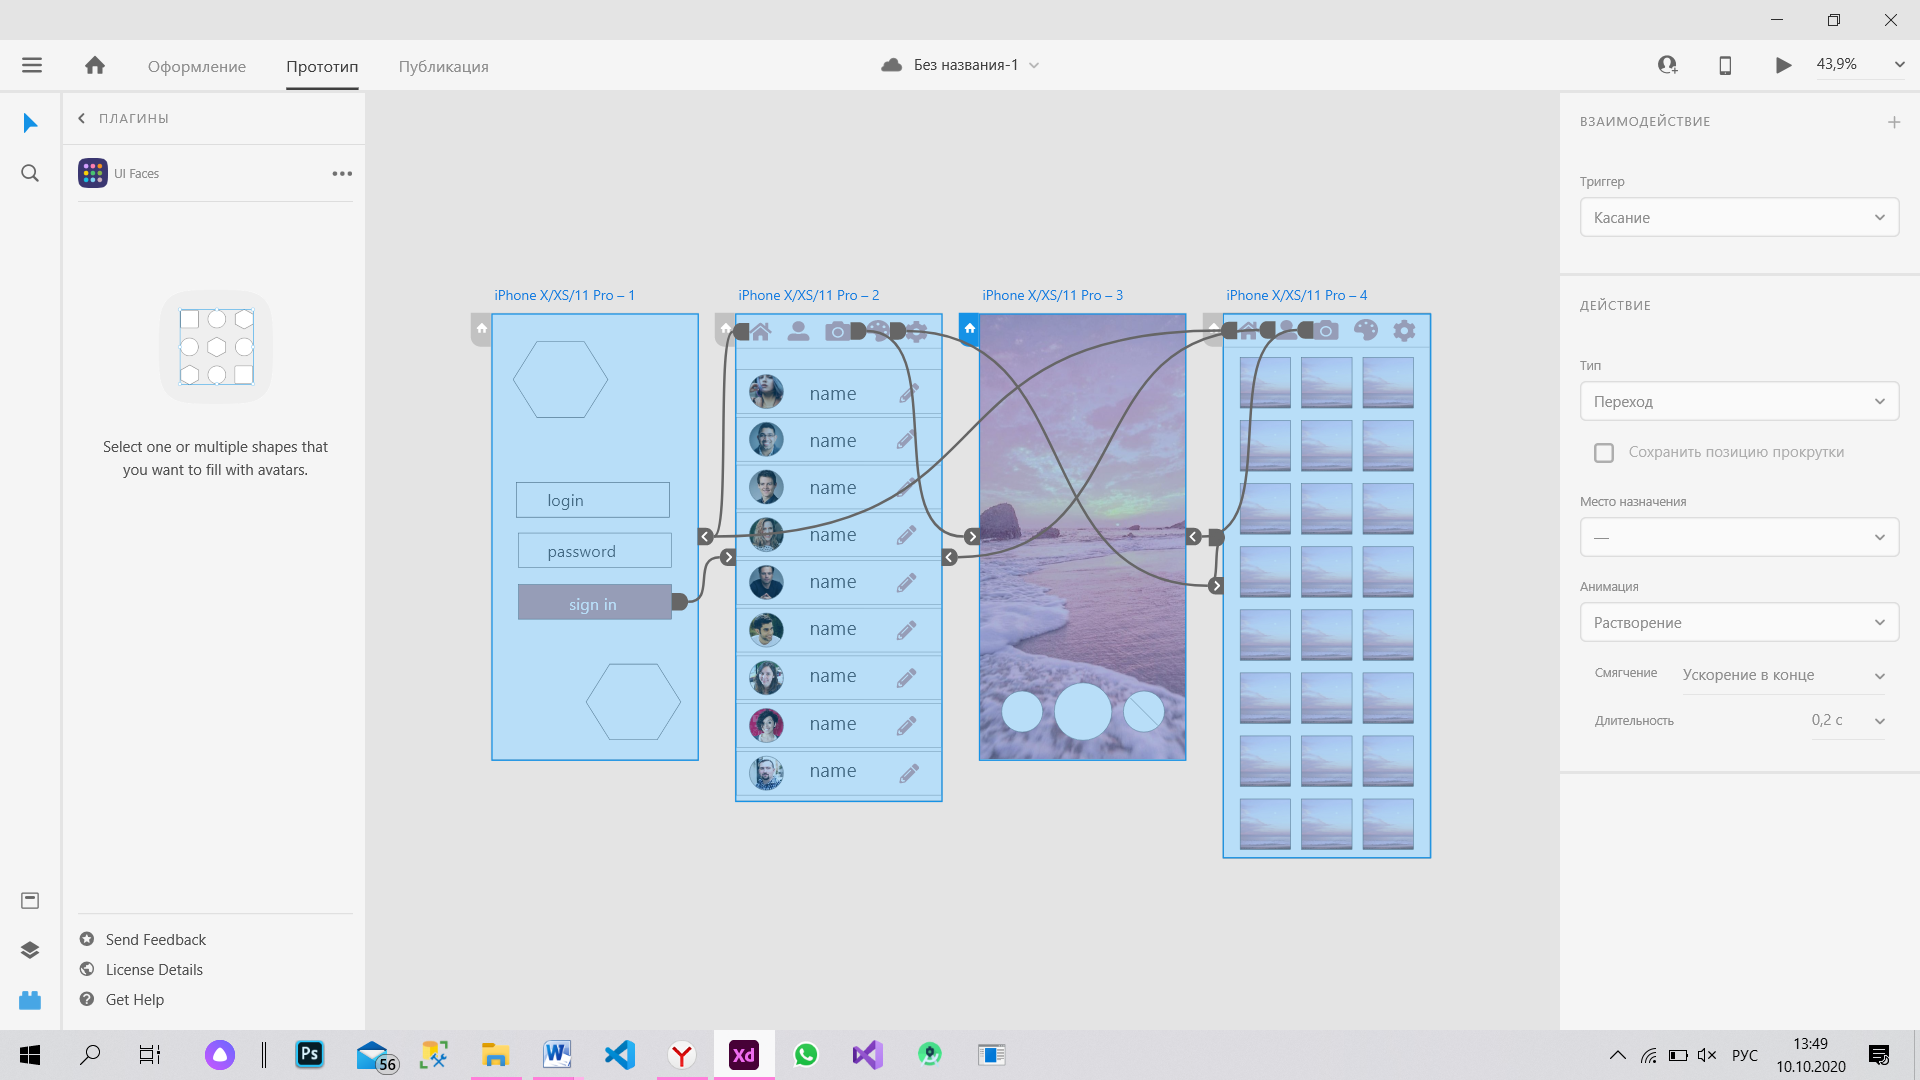 Оформление
Прототип
Публикация
Без названия-1
43,9%
ПЛАГИНЫ
UI Faces
Select one or multiple shapes that
you want to fill with avatars.
Send Feedback
License Details
Get Help
iPhone X/XS/11 Pro – 1
login
password
sign in
iPhone X/XS/11 Pro – 2
name
name
name
name
name
name
name
name
name
iPhone X/XS/11 Pro – 3
iPhone X/XS/11 Pro – 4
ВЗАИМОДЕЙСТВИЕ
Триггер
Касание
ДЕЙСТВИЕ
Тип
Переход
Сохранить позицию прокрутки
Место назначения
—
Анимация
Растворение
Смягчение
Ускорение в конце
Длительность
0,2 с
Ps
56
W
Y
Xd
РУС
13:49
10.10.2020